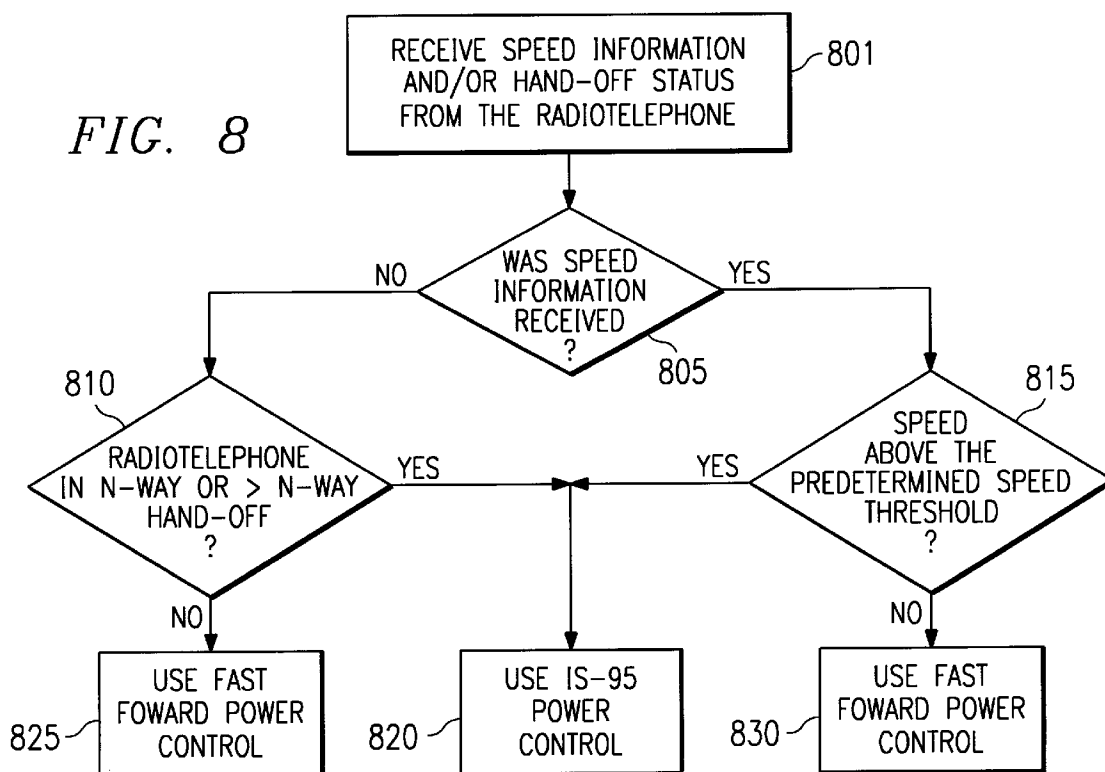 RECEIVE SPEED INFORMATION
AND/OR HAND-OFF STATUS
FROM THE RADIOTELEPHONE
801
FIG. 8
WAS SPEED
INFORMATION
RECEIVED
?
NO
YES
805
810
RADIOTELEPHONE
IN N-WAY OR > N-WAY
HAND-OFF
?
YES
NO
815
SPEED
ABOVE THE
PREDETERMINED SPEED
THRESHOLD
?
YES
NO
USE FAST
FOWARD POWER
CONTROL
825
USE IS-95
POWER
CONTROL
820
USE FAST
FOWARD POWER
CONTROL
830